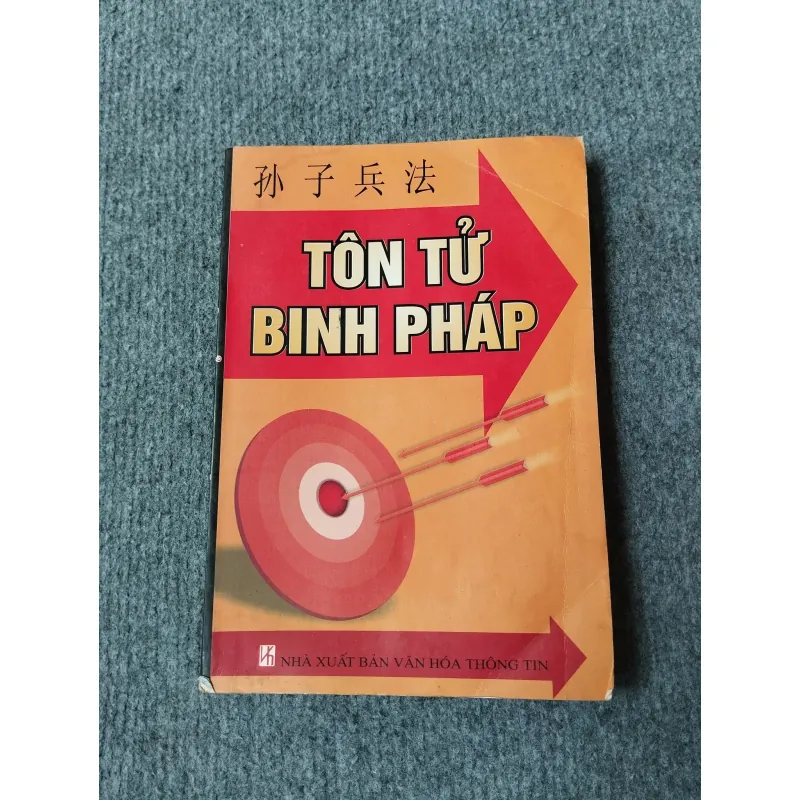 孙子兵法
TÔN TỬ
BINH PHÁP
NHÀ XUẤT BẢN VĂN HÓA THÔNG TIN